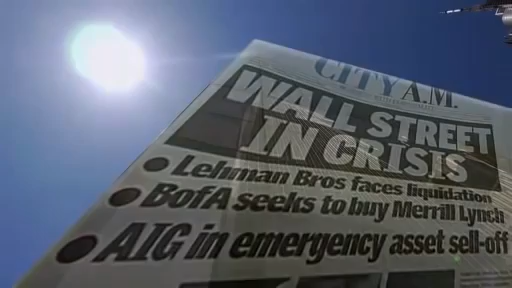 CITY A.M.
WALL STREET
IN CRISIS
• Lehman Bros faces liquidation
• BofA seeks to buy Merrill Lynch
• AIG in emergency asset sell-off